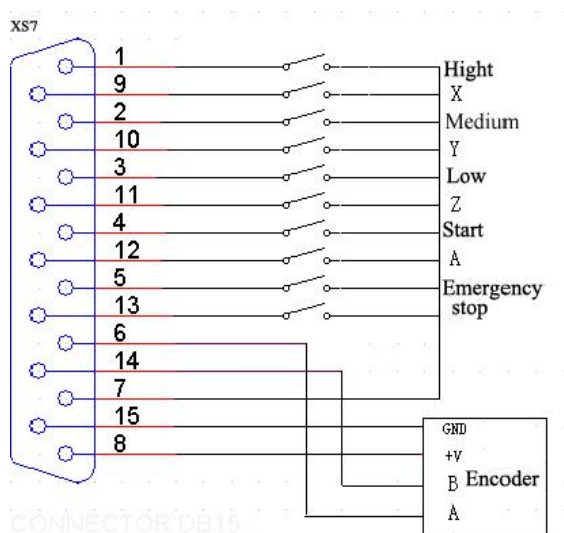 XS7
1
Hight
9
X
2
Medium
10
Y
3
Low
11
Z
4
Start
12
A
5
Emergency
stop
13
6
14
7
15
GND
8
+V
B Encoder
A
CONNECTOR DB15